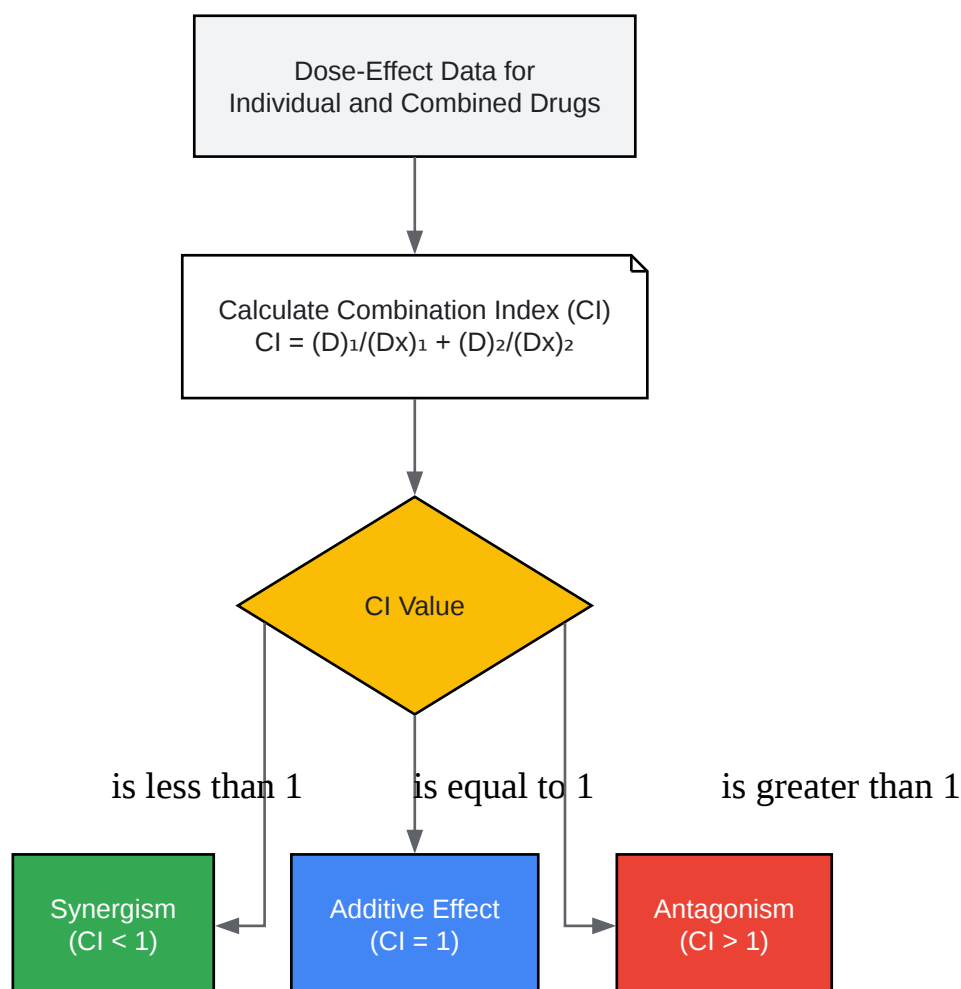 Dose-Effect Data for
Individual and Combined Drugs
Calculate Combination Index (CI)
CI = (D)₁/(Dx)₁ + (D)₂/(Dx)₂
CI Value
is less than 1
is equal to 1
is greater than 1
Synergism
(CI < 1)
Additive Effect
(CI = 1)
Antagonism
(CI > 1)